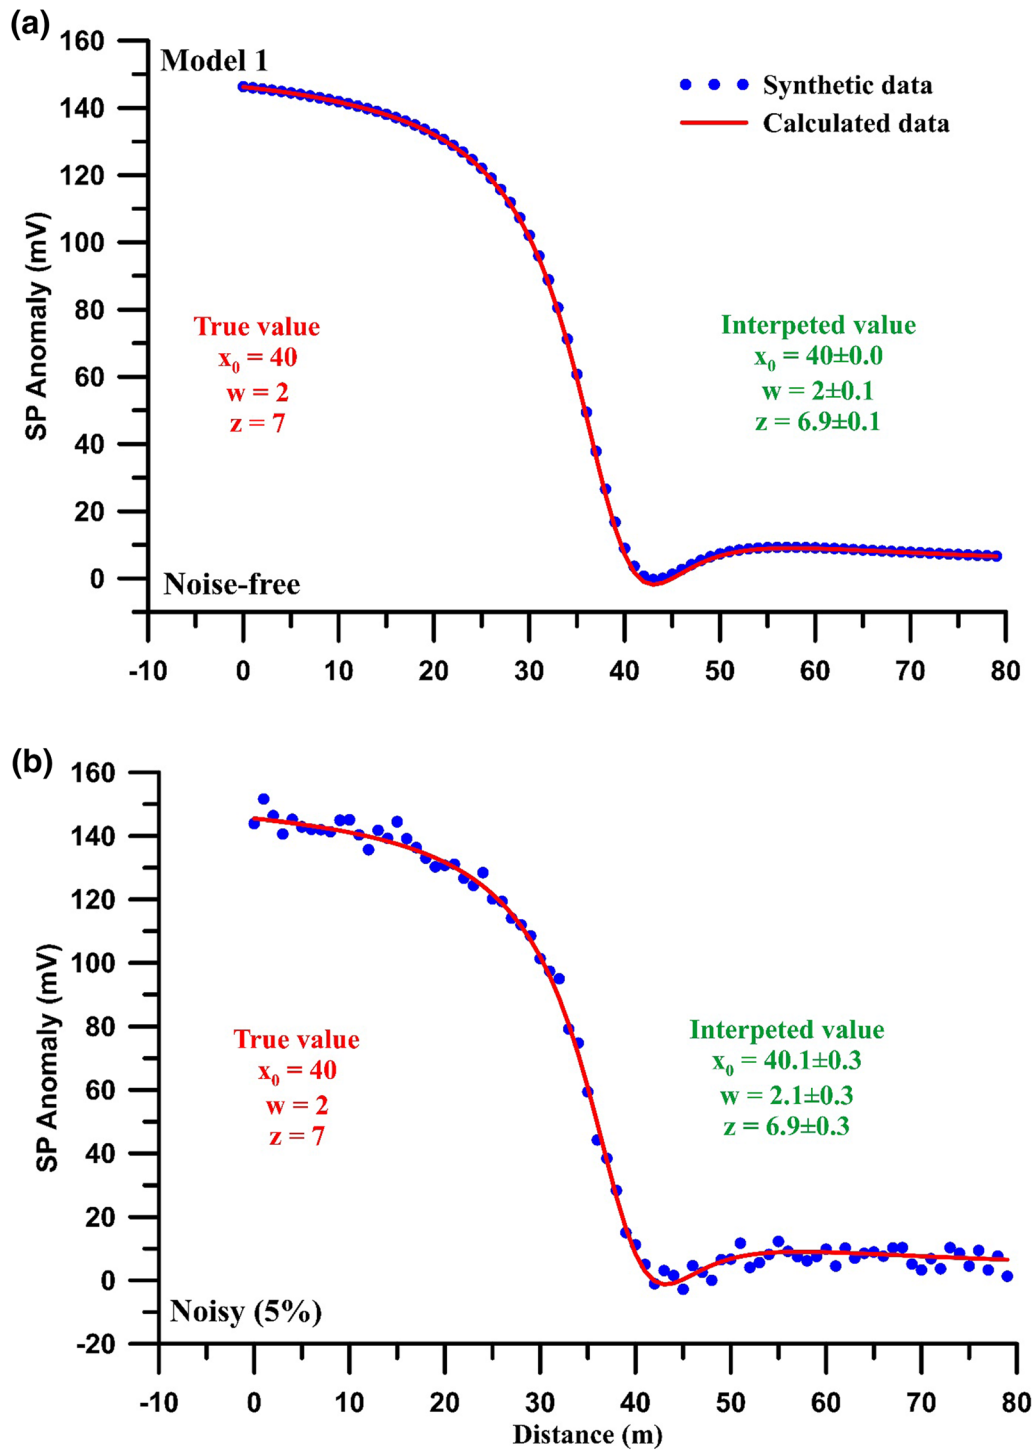 (a)
160
140
120
100
80
60
40
20
0
SP Anomaly (mV)
Model 1
Synthetic data
Calculated data
True value
x₀ = 40
w = 2
z = 7
Interpeted value
x₀ = 40±0.0
w = 2±0.1
z = 6.9±0.1
Noise-free
-10 0 10 20 30 40 50 60 70 80
(b)
160
140
120
100
80
60
40
20
0
-20
SP Anomaly (mV)
True value
x₀ = 40
w = 2
z = 7
Interpeted value
x₀ = 40.1±0.3
w = 2.1±0.3
z = 6.9±0.3
Noisy (5%)
-10 0 10 20 30 40 50 60 70 80
Distance (m)